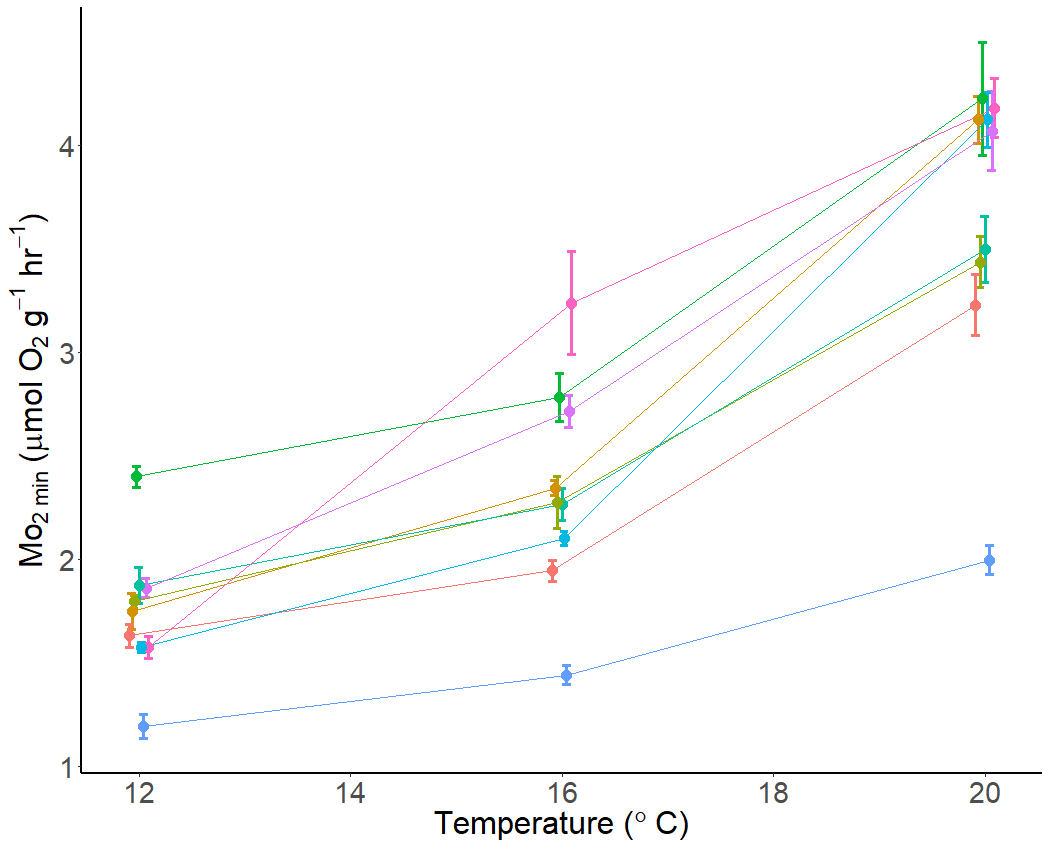 Mo₂ ₘᵢₙ (μmol O₂ g⁻¹ hr⁻¹)
4
3
2
1
12 14 16 18 20
Temperature (° C)